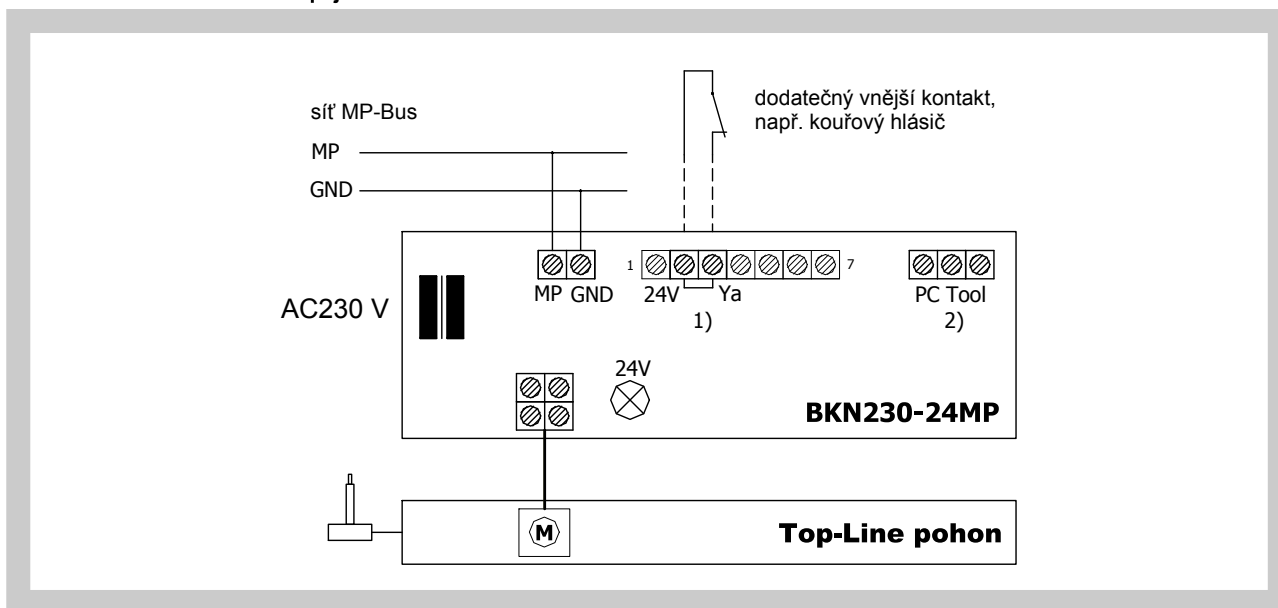 síť MP-Bus
dodatečný vnější kontakt,
např. kouřový hlásič
MP
GND
1
7
MP GND
24V
Ya
PC Tool
1)
2)
AC230 V
24V
BKN230-24MP
M
Top-Line pohon